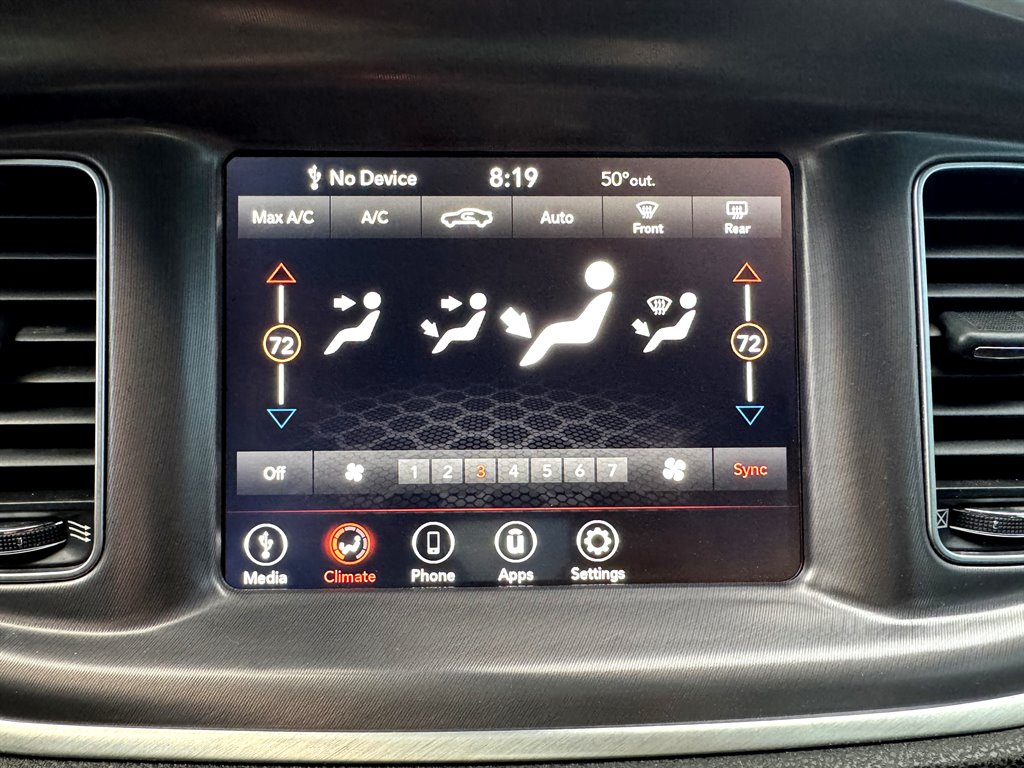 No Device 8:19 50°out.
Max A/C A/C Auto Front Rear
72 72
Off 1 2 3 4 5 6 7 Sync
Media Climate Phone Apps Settings